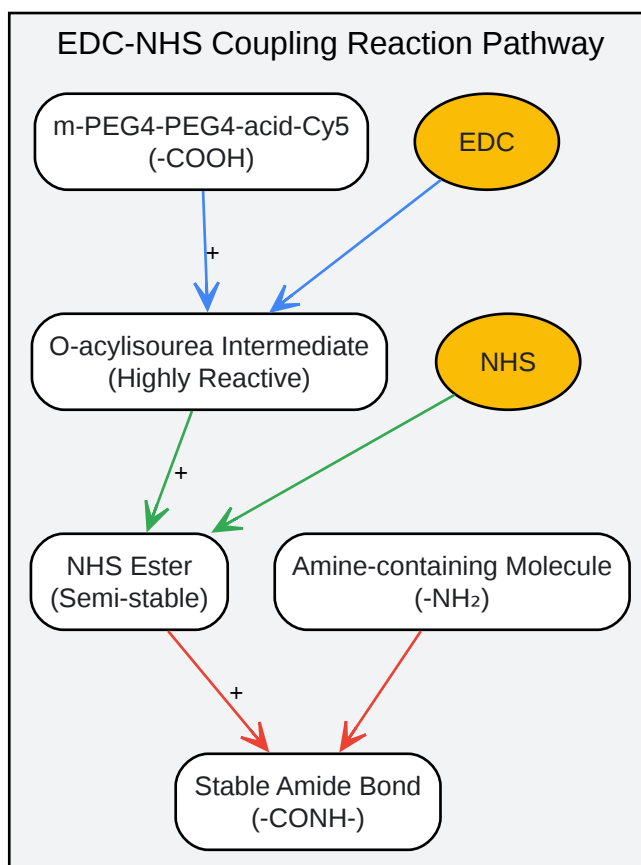 EDC-NHS Coupling Reaction Pathway
m-PEG4-PEG4-acid-Cy5
(-COOH)
EDC
+
O-acylisourea Intermediate
(Highly Reactive)
NHS
+
NHS Ester
(Semi-stable)
Amine-containing Molecule
(-NH₂)
+
Stable Amide Bond
(-CONH-)